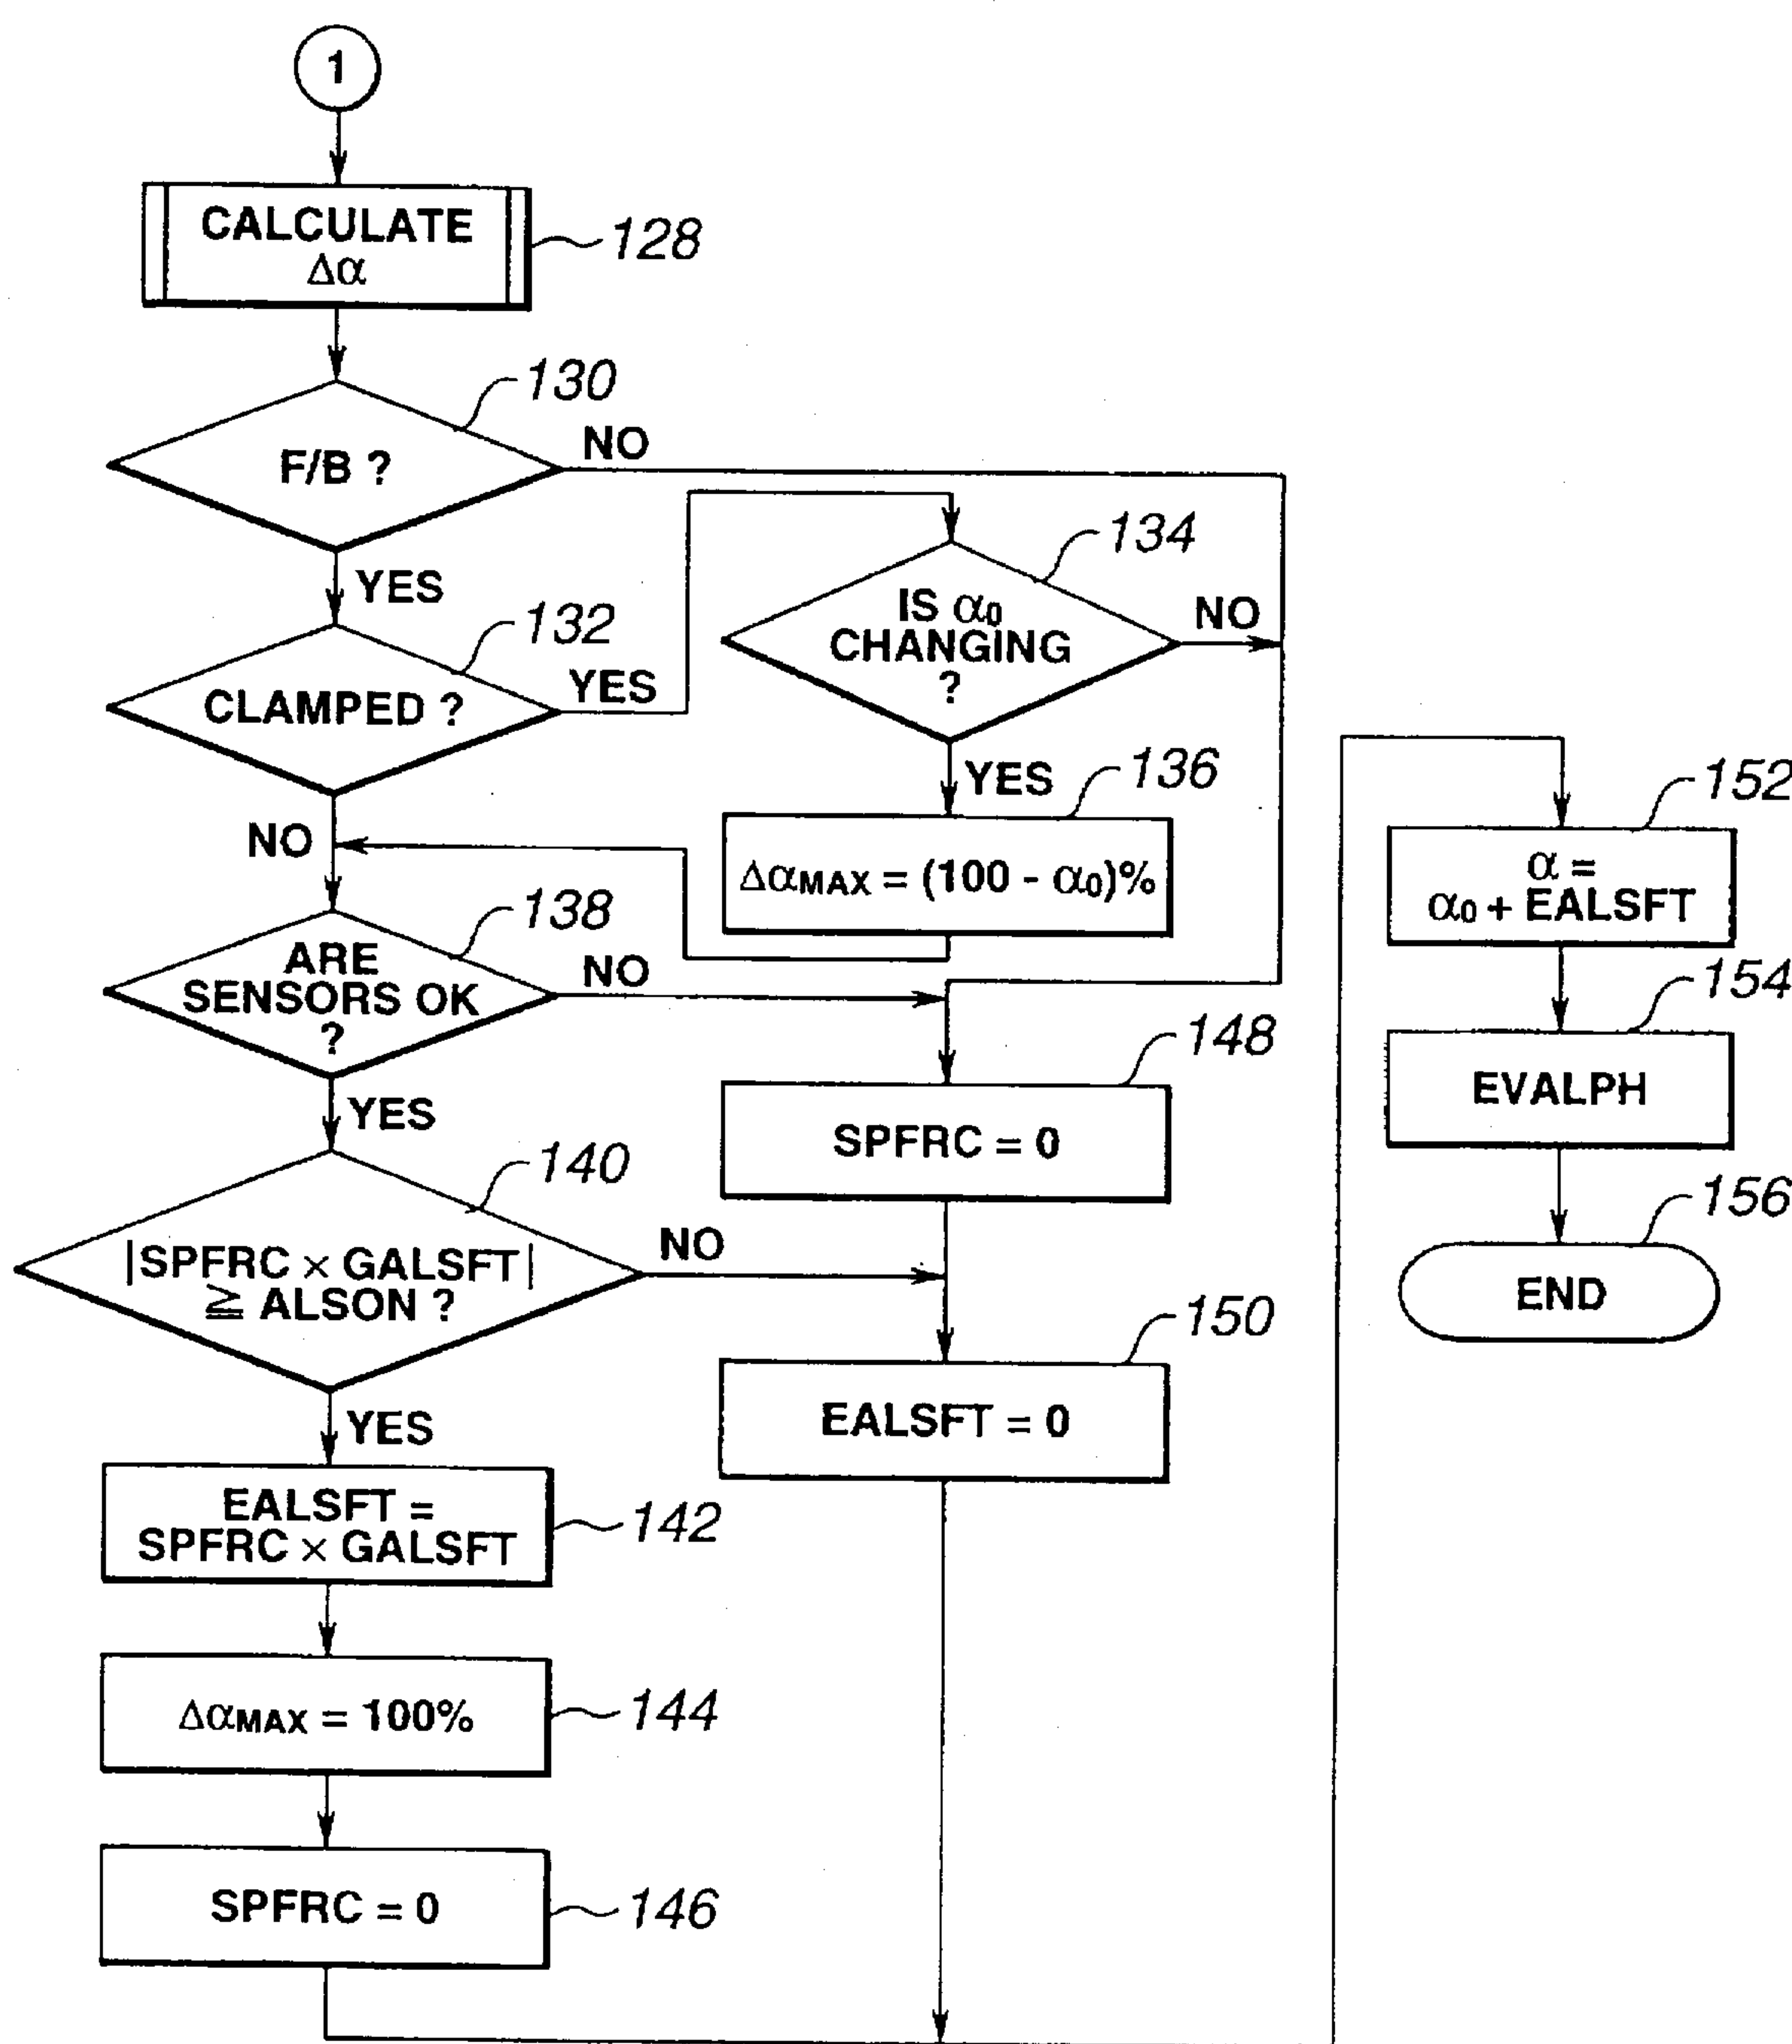 1
CALCULATE
Δα
128
130
F/B ?
NO
YES
132
CLAMPED ?
YES
NO
134
IS α0
CHANGING
?
NO
YES
136
ΔαMAX = (100 - α0)%
138
ARE
SENSORS OK
?
NO
YES
140
|SPFRC × GALSFT|
≧ ALSON ?
NO
YES
142
EALSFT =
SPFRC × GALSFT
144
ΔαMAX = 100%
146
SPFRC = 0
148
SPFRC = 0
150
EALSFT = 0
152
α =
α0 + EALSFT
154
EVALPH
156
END